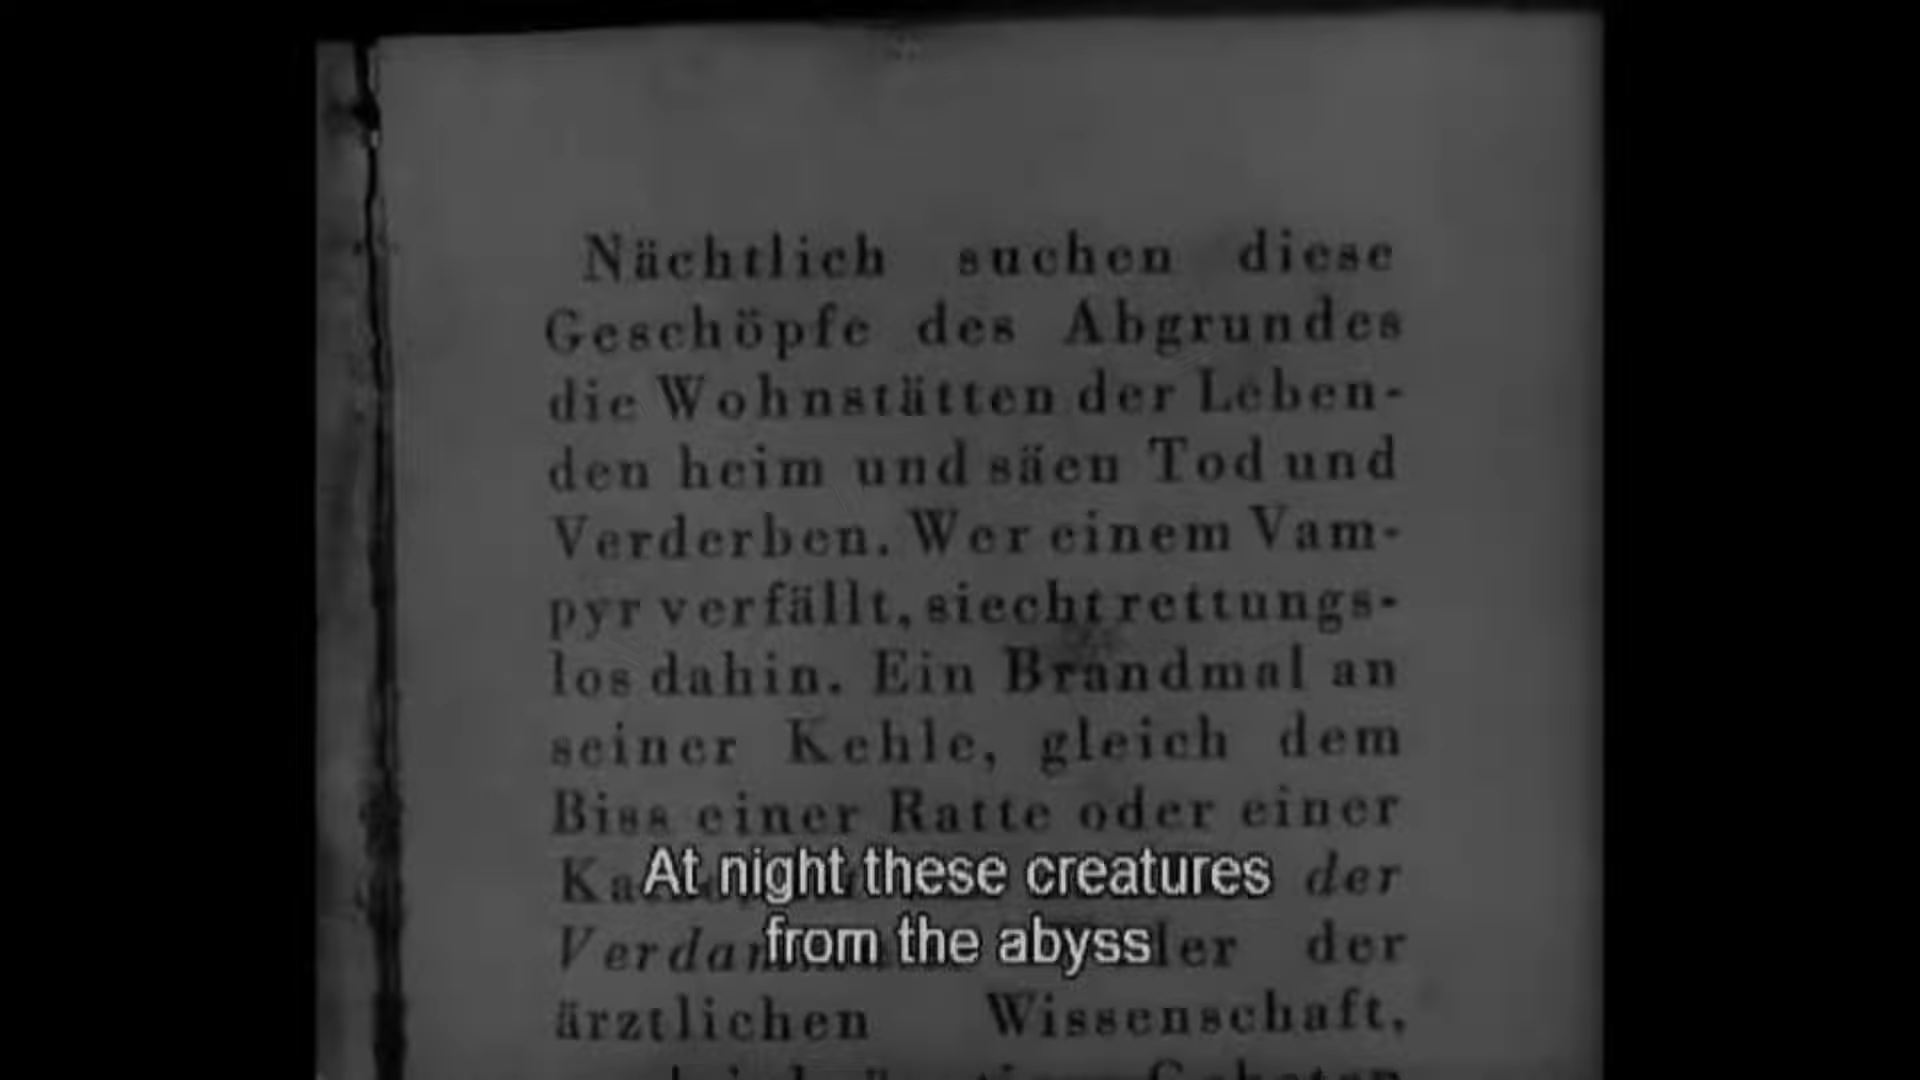 Nächtlich suchen diese
Geschöpfe des Abgrundes
die Wohnstätten der Leben-
den heim und säen Tod und
Verderben. Wer einem Vam-
pyr verfällt, siecht rettungs-
los dahin. Ein Brandmal an
seiner Kehle, gleich dem
Biss einer Ratte oder einer
der
At night these creatures
der
from the abyss
ärztlichen Wissenschaft,